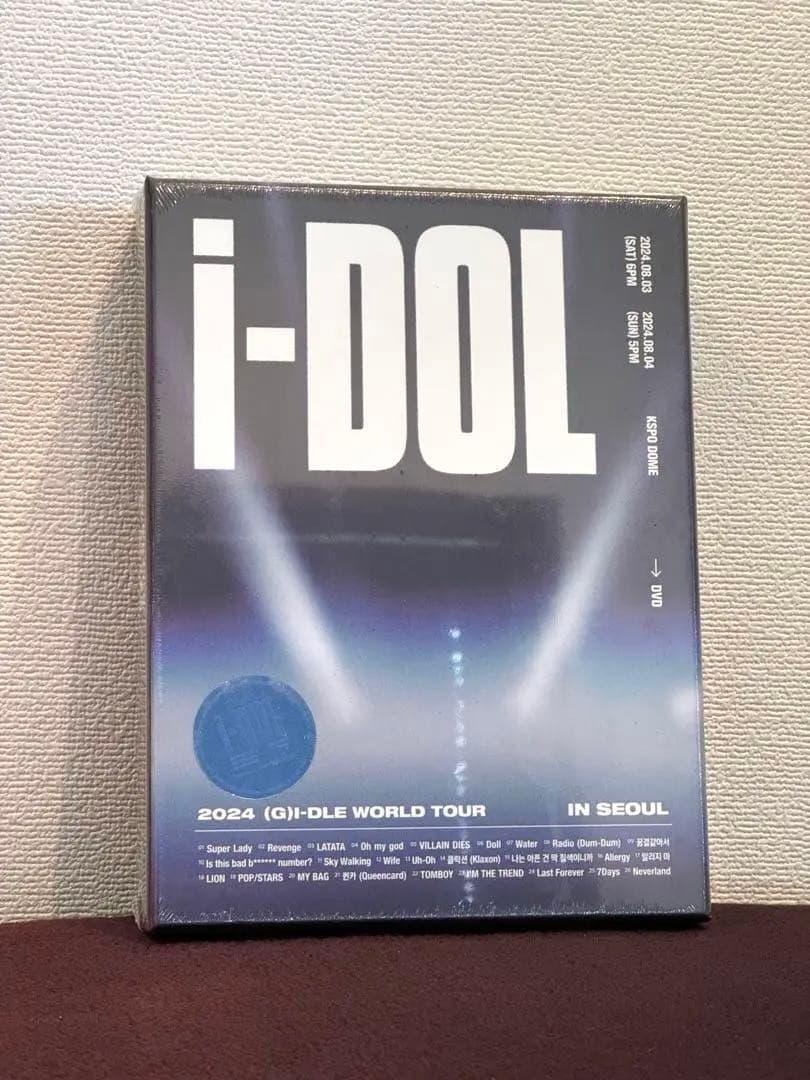 i-DOL
2024.08.03
(SAT) 6PM
2024.08.04
(SUN) 5PM
KSPO DOME
→ DVD
i-DOL
2024 (G)I-DLE WORLD TOUR IN SEOUL
01 Super Lady 02 Revenge 03 LATATA 04 Oh my god 05 VILLAIN DIES 06 Doll 07 Water 08 Radio (Dum-Dum) 09 꿈결같아서
10 Is this bad b****** number? 11 Sky Walking 12 Wife 13 Uh-Oh 14 클락션 (Klaxon) 15 나는 아픈 건 딱 질색이니까 16 Allergy 17 말리지 마
18 LION 19 POP/STARS 20 MY BAG 21 퀸카 (Queencard) 22 TOMBOY 23 I'M THE TREND 24 Last Forever 25 7Days 26 Neverland